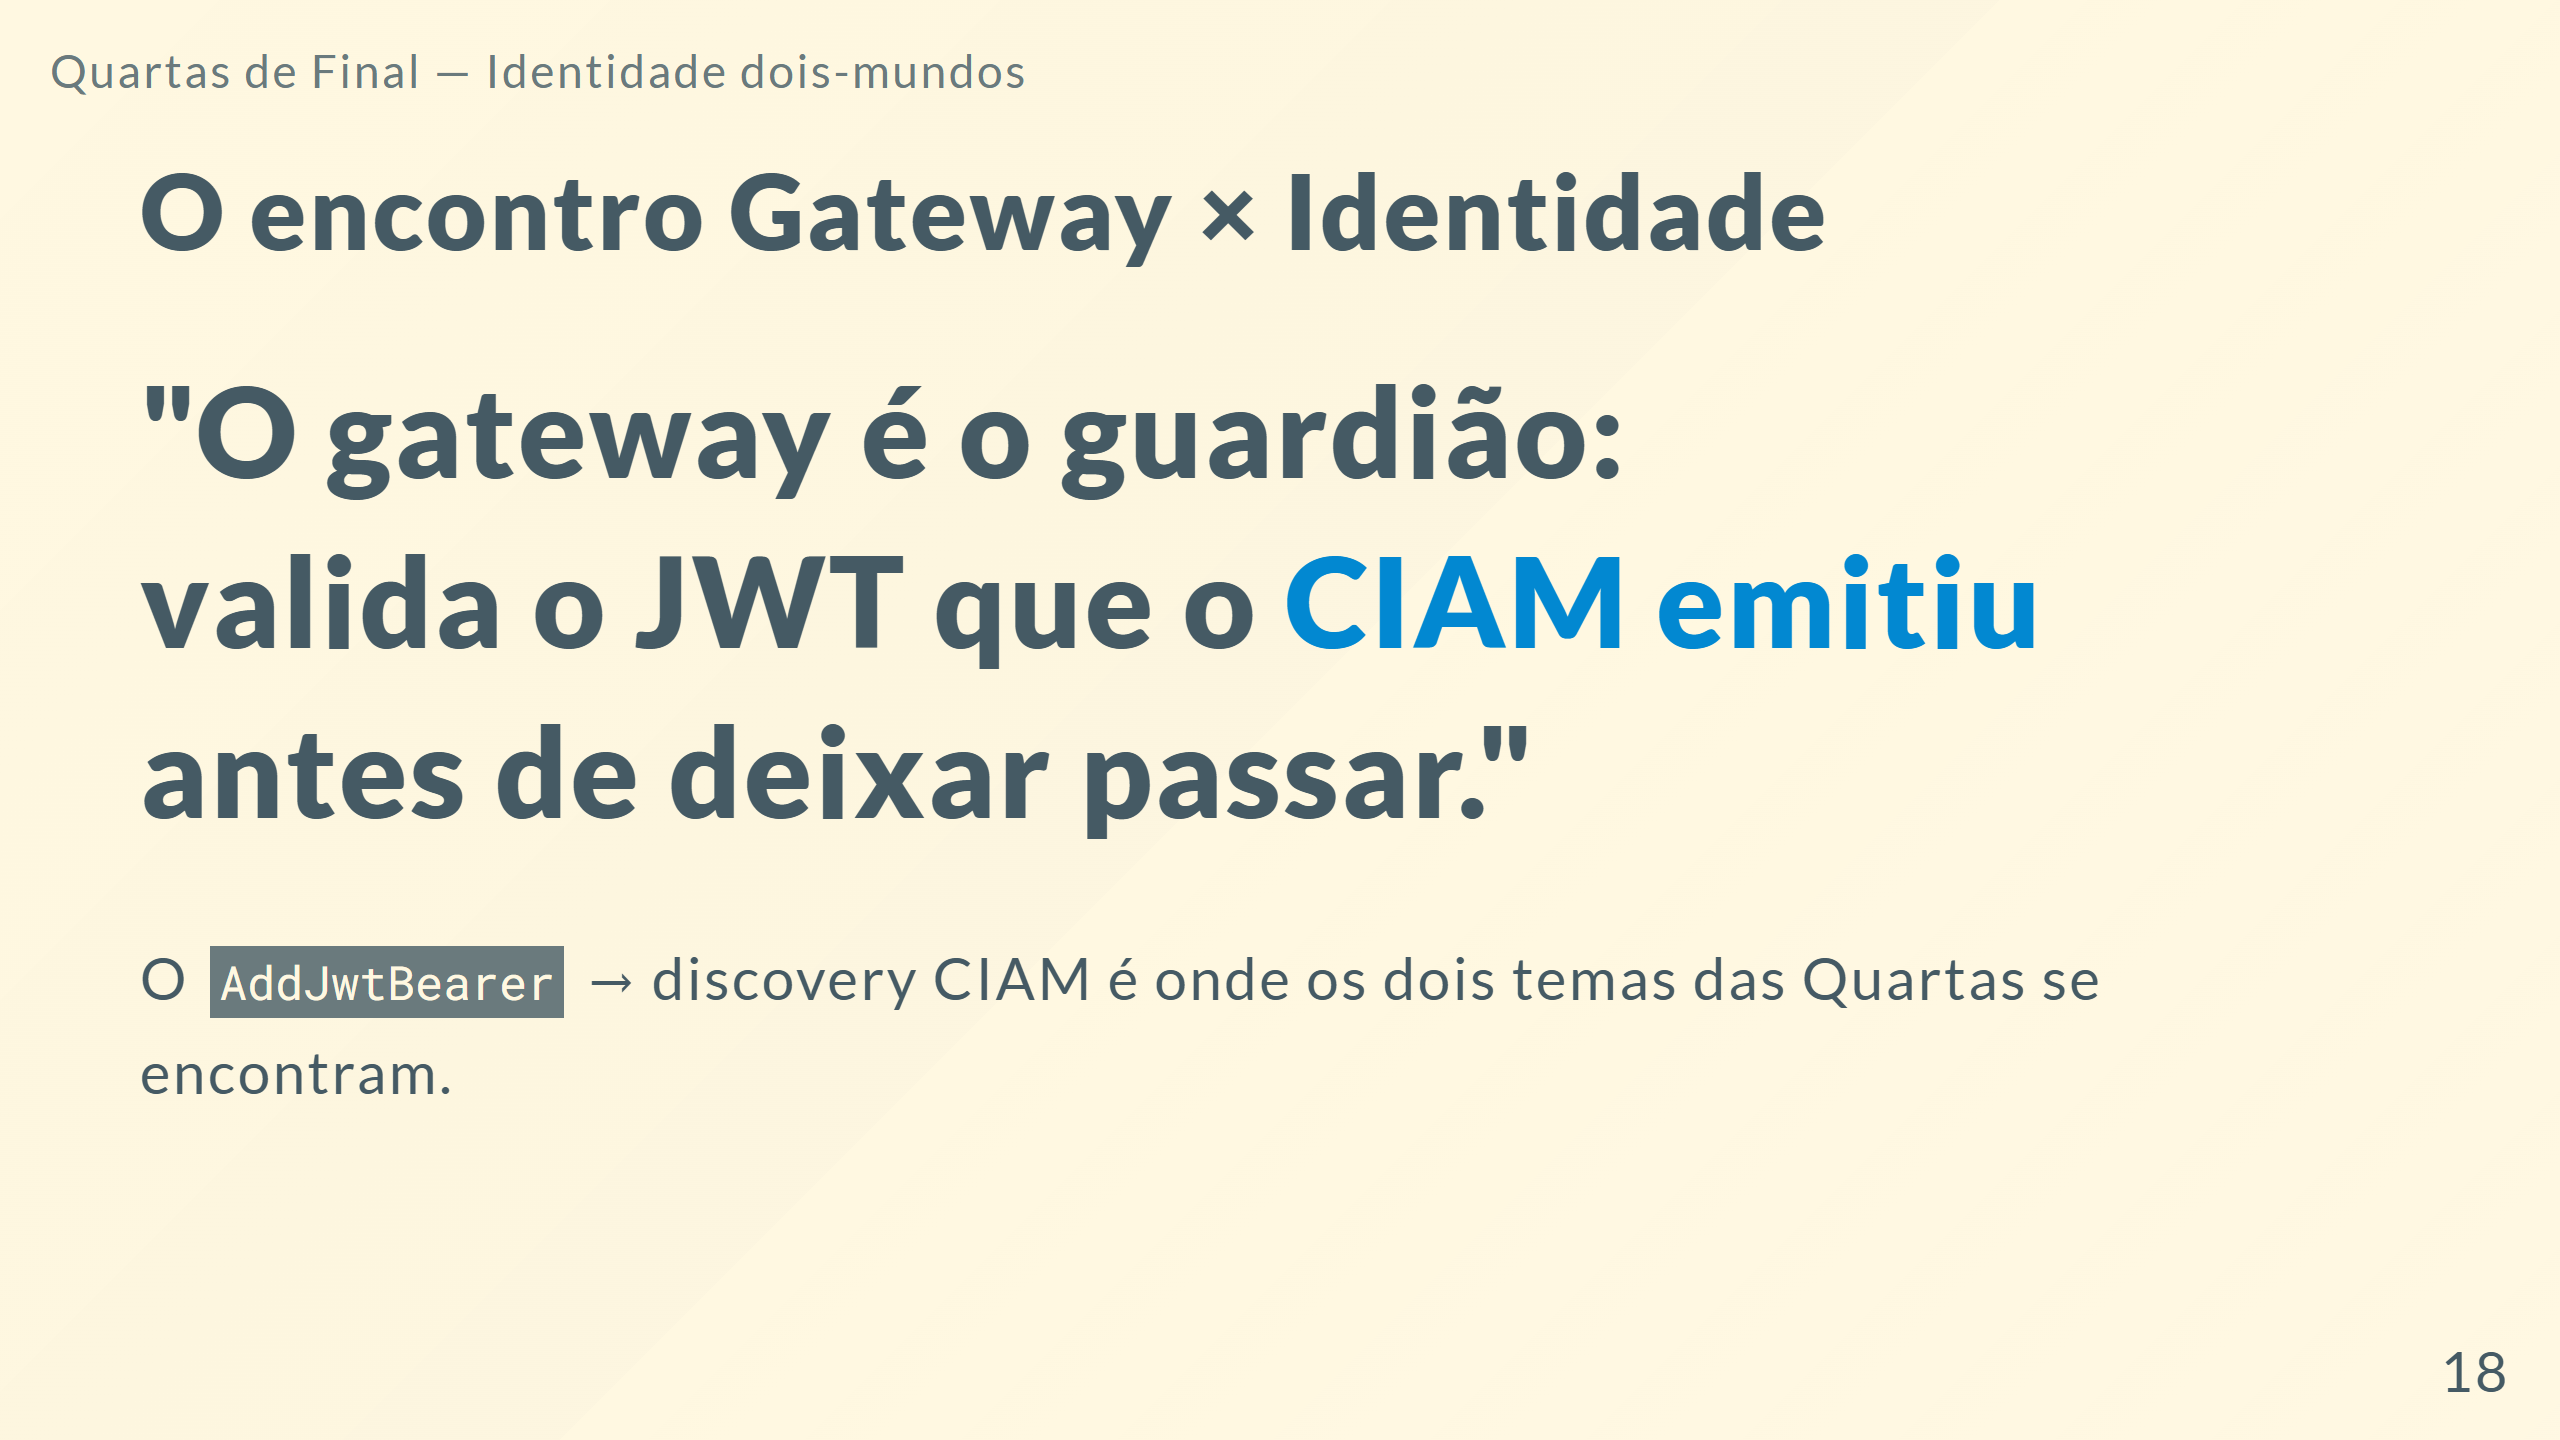 Quartas de Final — Identidade dois-mundos
O encontro Gateway × Identidade
"O gateway é o guardião:
valida o JWT que o CIAM emitiu
antes de deixar passar."
O AddJwtBearer → discovery CIAM é onde os dois temas das Quartas se
encontram.
18